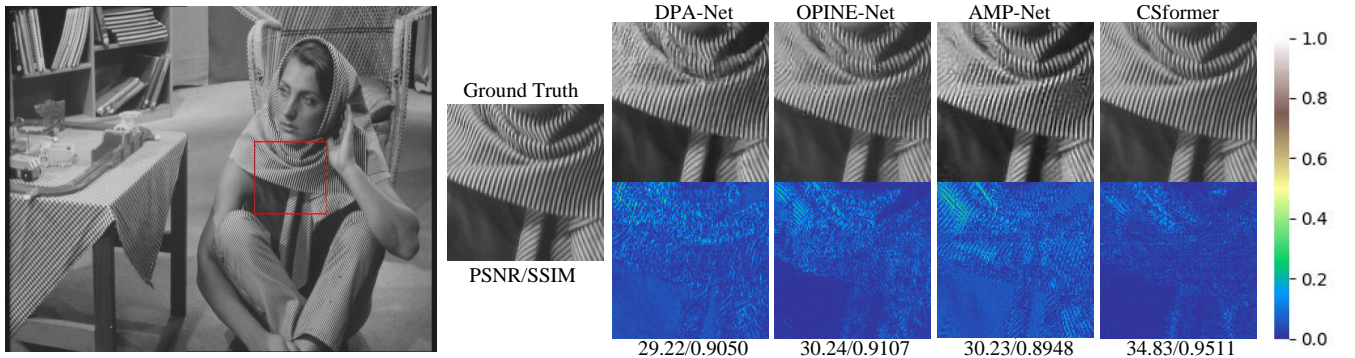 DPA-Net OPINE-Net AMP-Net CSformer
Ground Truth
PSNR/SSIM
29.22/0.9050 30.24/0.9107 30.23/0.8948 34.83/0.9511
1.0
0.8
0.6
0.4
0.2
0.0